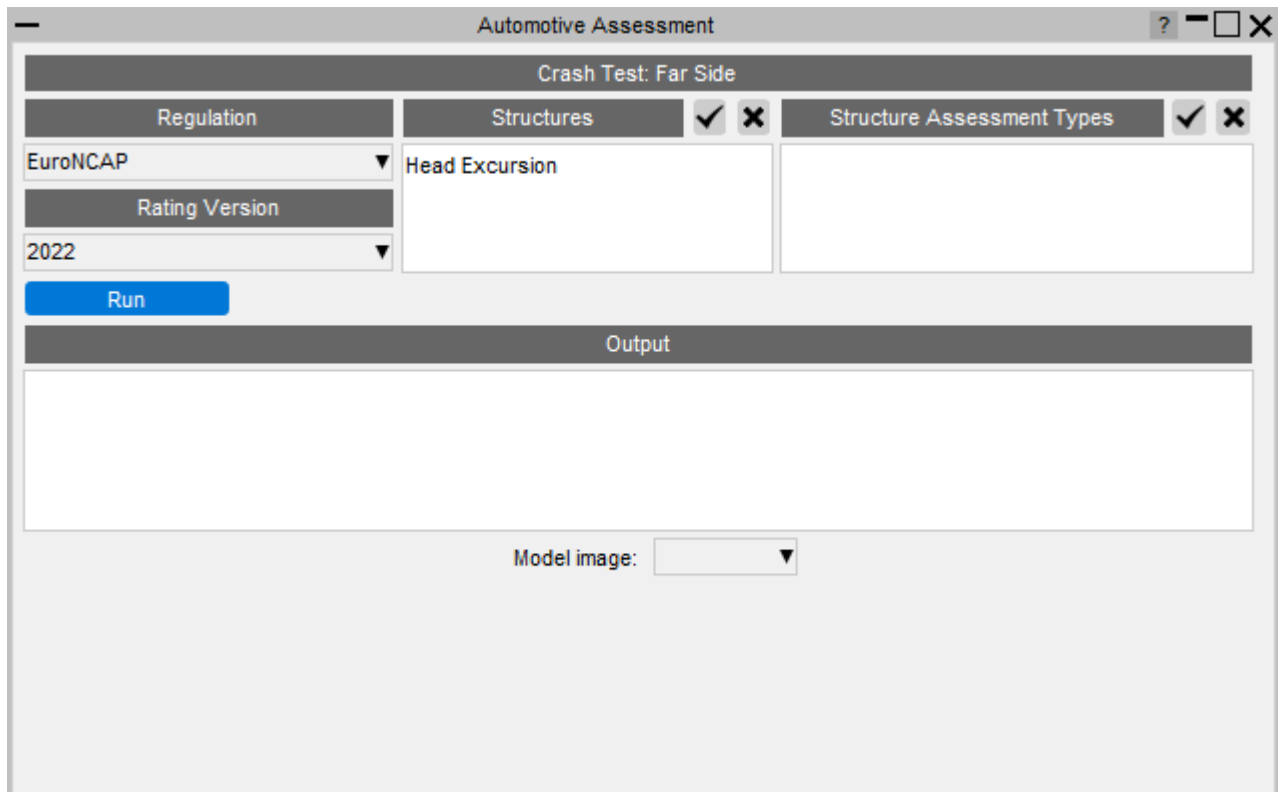 Automotive Assessment
?
Crash Test: Far Side
Regulation
Structures
Structure Assessment Types
EuroNCAP
Head Excursion
Rating Version
2022
Run
Output
Model image: